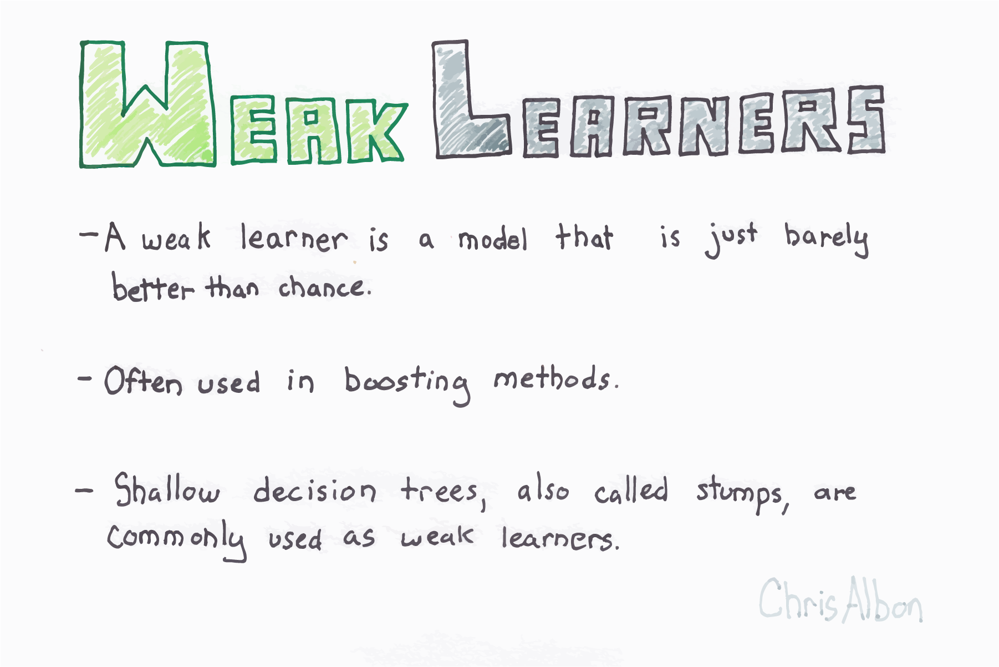 WEAK LEARNERS
- A weak learner is a model that is just barely
better than chance.
- Often used in boosting methods.
- Shallow decision trees, also called stumps, are
commonly used as weak learners.
Chris Albon